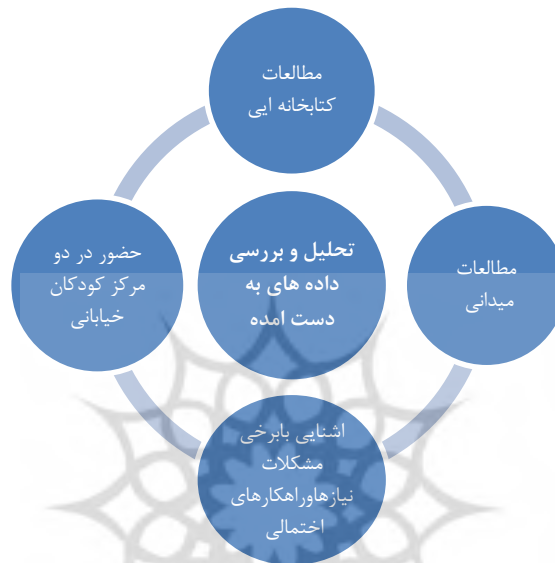 مطالعات
کتابخانه ایی
تحلیل و بررسی
داده های به
دست امده
مطالعات
میدانی
حضور در دو
مرکز کودکان
خیابانی
اشنایی بابرخی
مشکلات
نیازهاوراهکارهای
اختمالی